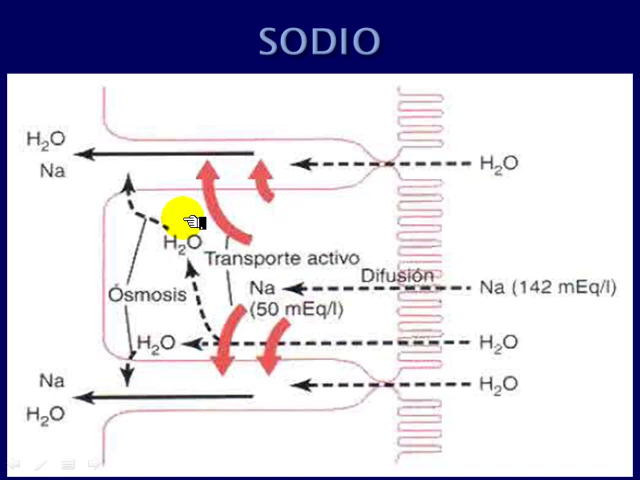 SODIO
H₂O
Na
H₂O
H₂O
Transporte activo
Difusión
Na
(50 mEq/l)
Na (142 mEq/l)
Ósmosis
H₂O
H₂O
Na
H₂O
H₂O